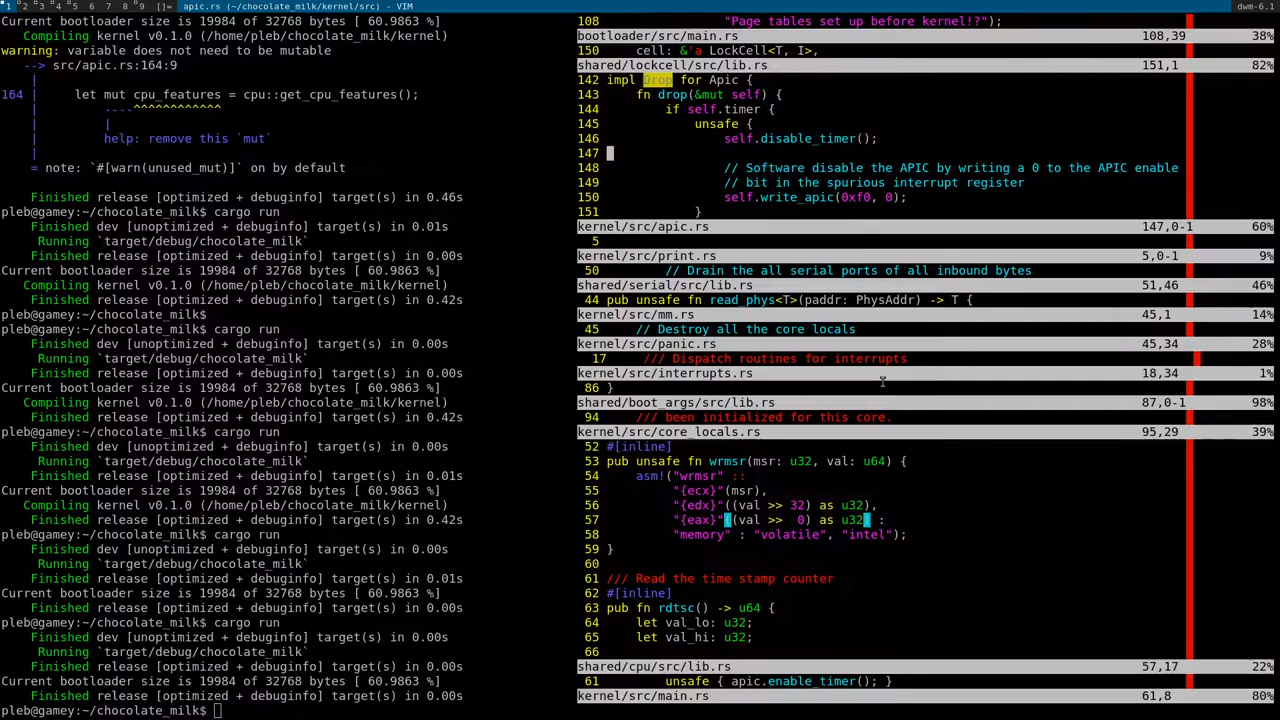 1 2 3 4 5 6 7 8 9 []= apic.rs (~/chocolate_milk/kernel/src) - VIM dwm-6.1
Current bootloader size is 19984 of 32768 bytes [ 60.9863 %]
   Compiling kernel v0.1.0 (/home/pleb/chocolate_milk/kernel)
warning: variable does not need to be mutable
   --> src/apic.rs:164:9
    |
164 |     let mut cpu_features = cpu::get_cpu_features();
    |         ----^^^^^^^^^^^^
    |         |
    |         help: remove this `mut`
    |
    = note: `#[warn(unused_mut)]` on by default
    Finished release [optimized + debuginfo] target(s) in 0.46s
pleb@gamey:~/chocolate_milk$ cargo run
    Finished dev [unoptimized + debuginfo] target(s) in 0.01s
     Running `target/debug/chocolate_milk`
    Finished release [optimized + debuginfo] target(s) in 0.00s
Current bootloader size is 19984 of 32768 bytes [ 60.9863 %]
   Compiling kernel v0.1.0 (/home/pleb/chocolate_milk/kernel)
    Finished release [optimized + debuginfo] target(s) in 0.42s
pleb@gamey:~/chocolate_milk$
pleb@gamey:~/chocolate_milk$ cargo run
    Finished dev [unoptimized + debuginfo] target(s) in 0.00s
     Running `target/debug/chocolate_milk`
    Finished release [optimized + debuginfo] target(s) in 0.00s
Current bootloader size is 19984 of 32768 bytes [ 60.9863 %]
   Compiling kernel v0.1.0 (/home/pleb/chocolate_milk/kernel)
    Finished release [optimized + debuginfo] target(s) in 0.42s
pleb@gamey:~/chocolate_milk$ cargo run
    Finished dev [unoptimized + debuginfo] target(s) in 0.00s
     Running `target/debug/chocolate_milk`
    Finished release [optimized + debuginfo] target(s) in 0.01s
Current bootloader size is 19984 of 32768 bytes [ 60.9863 %]
   Compiling kernel v0.1.0 (/home/pleb/chocolate_milk/kernel)
    Finished release [optimized + debuginfo] target(s) in 0.42s
pleb@gamey:~/chocolate_milk$ cargo run
    Finished dev [unoptimized + debuginfo] target(s) in 0.00s
     Running `target/debug/chocolate_milk`
    Finished release [optimized + debuginfo] target(s) in 0.01s
Current bootloader size is 19984 of 32768 bytes [ 60.9863 %]
    Finished release [optimized + debuginfo] target(s) in 0.00s
pleb@gamey:~/chocolate_milk$ cargo run
    Finished dev [unoptimized + debuginfo] target(s) in 0.00s
     Running `target/debug/chocolate_milk`
    Finished release [optimized + debuginfo] target(s) in 0.00s
Current bootloader size is 19984 of 32768 bytes [ 60.9863 %]
    Finished release [optimized + debuginfo] target(s) in 0.00s
pleb@gamey:~/chocolate_milk$
108                 "Page tables set up before kernel!?");
bootloader/src/main.rs 108,39 38%
150     cell: &'a LockCell<T, I>,
shared/lockcell/src/lib.rs 151,1 82%
142 impl Drop for Apic {
143     fn drop(&mut self) {
144         if self.timer {
145             unsafe {
146                 self.disable_timer();
147
148                 // Software disable the APIC by writing a 0 to the APIC enable
149                 // bit in the spurious interrupt register
150                 self.write_apic(0xf0, 0);
151             }
kernel/src/apic.rs 147,0-1 60%
5
kernel/src/print.rs 5,0-1 9%
50         // Drain the all serial ports of all inbound bytes
shared/serial/src/lib.rs 51,46 46%
44 pub unsafe fn read_phys<T>(paddr: PhysAddr) -> T {
kernel/src/mm.rs 45,1 14%
45     // Destroy all the core locals
kernel/src/panic.rs 45,34 28%
17     /// Dispatch routines for interrupts
kernel/src/interrupts.rs 18,34 1%
86 }
shared/boot_args/src/lib.rs 87,0-1 98%
94     /// been initialized for this core.
kernel/src/core_locals.rs 95,29 39%
52 #[inline]
53 pub unsafe fn wrmsr(msr: u32, val: u64) {
54     asm!("wrmsr" ::
55          "{ecx}"(msr),
56          "{edx}"((val >> 32) as u32),
57          "{eax}"((val >>  0) as u32) :
58          "memory" : "volatile", "intel");
59 }
60
61 /// Read the time stamp counter
62 #[inline]
63 pub fn rdtsc() -> u64 {
64     let val_lo: u32;
65     let val_hi: u32;
66
shared/cpu/src/lib.rs 57,17 22%
61         unsafe { apic.enable_timer(); }
kernel/src/main.rs 61,8 80%